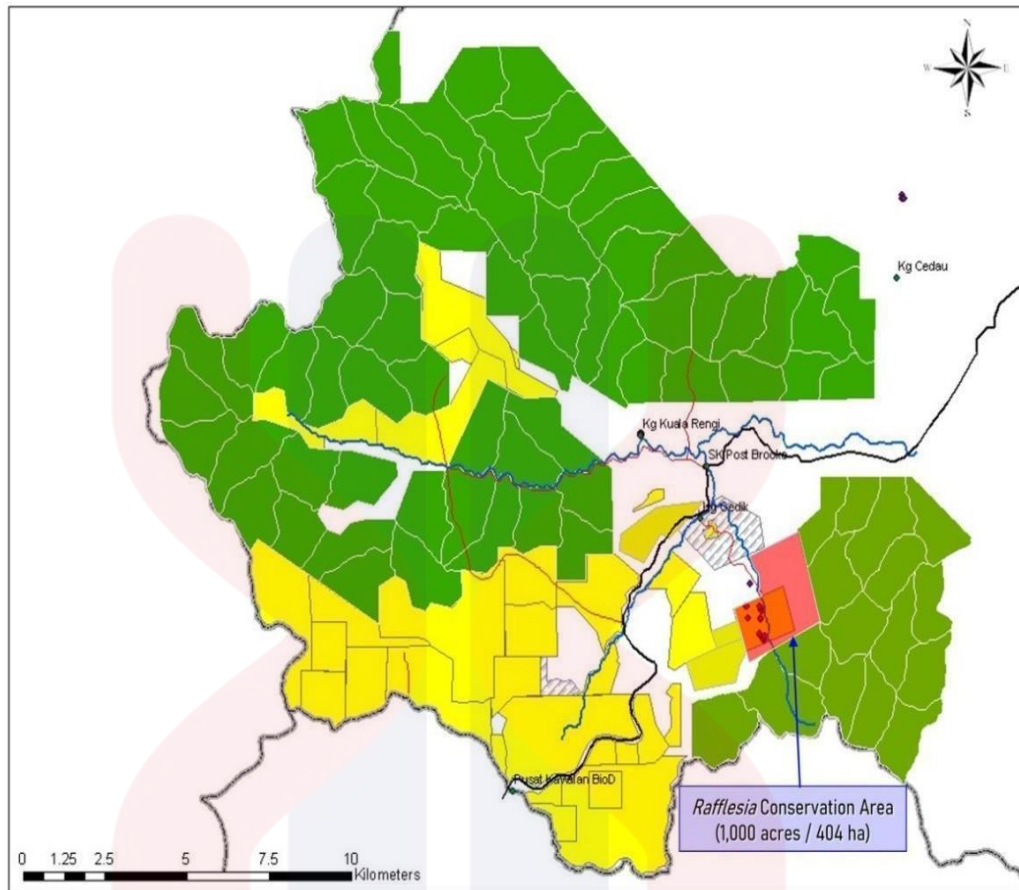 N
W E
S
Kg Cedau
Kg Kuala Rengi
SK Post Brooke
Kg Gedik
Pusat Kawalan BioD
Rafflesia Conservation Area
(1,000 acres / 404 ha)
0 1.25 2.5 5 7.5 10
Kilometers